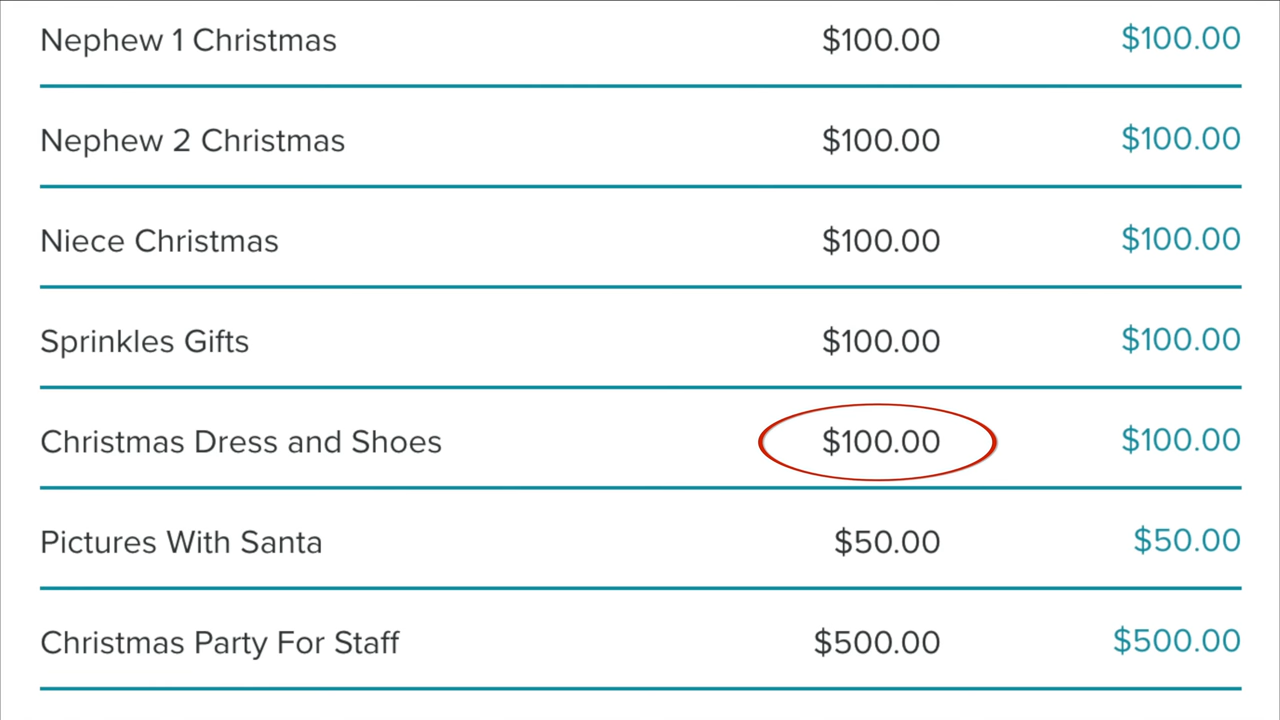 Nephew 1 Christmas $100.00 $100.00
Nephew 2 Christmas $100.00 $100.00
Niece Christmas $100.00 $100.00
Sprinkles Gifts $100.00 $100.00
Christmas Dress and Shoes $100.00 $100.00
Pictures With Santa $50.00 $50.00
Christmas Party For Staff $500.00 $500.00